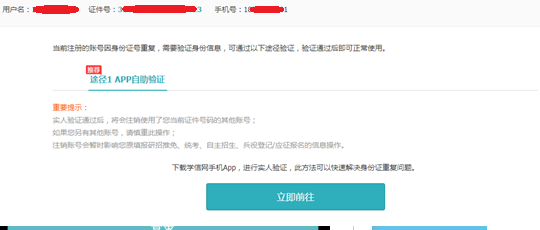 用户名：1 证件号：3 3 手机号：18 1
当前注册的账号因身份证号重复，需要验证身份信息，可通过以下途径验证，验证通过后即可正常使用。
推荐
途径1 APP自助验证
重要提示：
实人验证通过后，将会注销使用了您当前证件号码的其他账号；
如果您另有其他账号，请慎重此操作；
注销账号会暂时影响您原填报研招推免、统考、自主招生、兵役登记/应征报名的信息操作。
下载学信网手机App，进行实人验证，此方法可以快速解决身份证重复问题。
立即前往